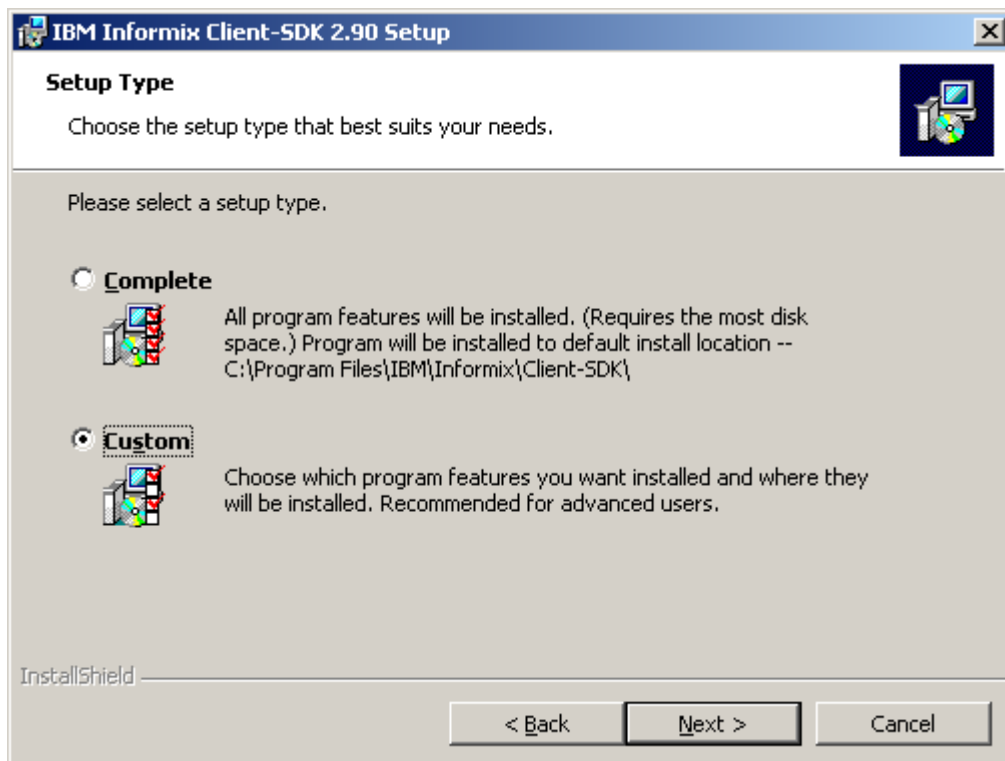 IBM Informix Client-SDK 2.90 Setup
Setup Type
Choose the setup type that best suits your needs.
Please select a setup type.
Complete
All program features will be installed. (Requires the most disk
space.) Program will be installed to default install location --
C:\Program Files\IBM\Informix\Client-SDK\
Custom
Choose which program features you want installed and where they
will be installed. Recommended for advanced users.
InstallShield
< Back Next > Cancel